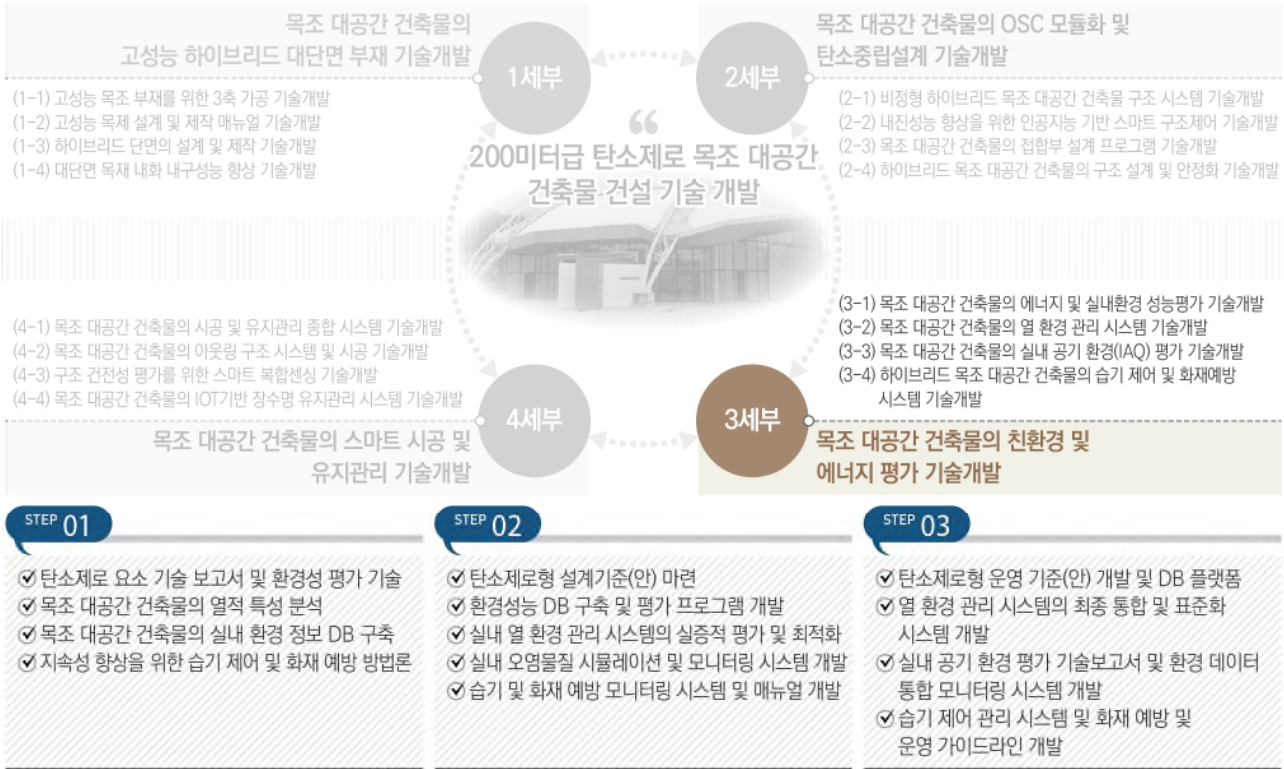 목조 대공간 건축물의
고성능 하이브리드 대단면 부재 기술개발
1세부
(1-1) 고성능 목조 부재를 위한 3축 가공 기술개발
(1-2) 고성능 목제 설계 및 제작 매뉴얼 기술개발
(1-3) 하이브리드 단면의 설계 및 제작 기술개발
(1-4) 대단면 목재 내화 내구성능 향상 기술개발
2세부
목조 대공간 건축물의 OSC 모듈화 및
탄소중립설계 기술개발
(2-1) 비정형 하이브리드 목조 대공간 건축물 구조 시스템 기술개발
(2-2) 내진성능 향상을 위한 인공지능 기반 스마트 구조제어 기술개발
(2-3) 목조 대공간 건축물의 접합부 설계 프로그램 기술개발
(2-4) 하이브리드 목조 대공간 건축물의 구조 설계 및 안정화 기술개발
“
200미터급 탄소제로 목조 대공간
건축물 건설 기술 개발
(4-1) 목조 대공간 건축물의 시공 및 유지관리 종합 시스템 기술개발
(4-2) 목조 대공간 건축물의 아웃링 구조 시스템 및 시공 기술개발
(4-3) 구조 건전성 평가를 위한 스마트 복합센싱 기술개발
(4-4) 목조 대공간 건축물의 IOT기반 장수명 유지관리 시스템 기술개발
4세부
목조 대공간 건축물의 스마트 시공 및
유지관리 기술개발
(3-1) 목조 대공간 건축물의 에너지 및 실내환경 성능평가 기술개발
(3-2) 목조 대공간 건축물의 열 환경 관리 시스템 기술개발
(3-3) 목조 대공간 건축물의 실내 공기 환경(IAQ) 평가 기술개발
(3-4) 하이브리드 목조 대공간 건축물의 습기 제어 및 화재예방
시스템 기술개발
3세부
목조 대공간 건축물의 친환경 및
에너지 평가 기술개발
STEP 01
탄소제로 요소 기술 보고서 및 환경성 평가 기술
목조 대공간 건축물의 열적 특성 분석
목조 대공간 건축물의 실내 환경 정보 DB 구축
지속성 향상을 위한 습기 제어 및 화재 예방 방법론
STEP 02
탄소제로형 설계기준(안) 마련
환경성능 DB 구축 및 평가 프로그램 개발
실내 열 환경 관리 시스템의 실증적 평가 및 최적화
실내 오염물질 시뮬레이션 및 모니터링 시스템 개발
습기 및 화재 예방 모니터링 시스템 및 매뉴얼 개발
STEP 03
탄소제로형 운영 기준(안) 개발 및 DB 플랫폼
열 환경 관리 시스템의 최종 통합 및 표준화
시스템 개발
실내 공기 환경 평가 기술보고서 및 환경 데이터
통합 모니터링 시스템 개발
습기 제어 관리 시스템 및 화재 예방 및
운영 가이드라인 개발